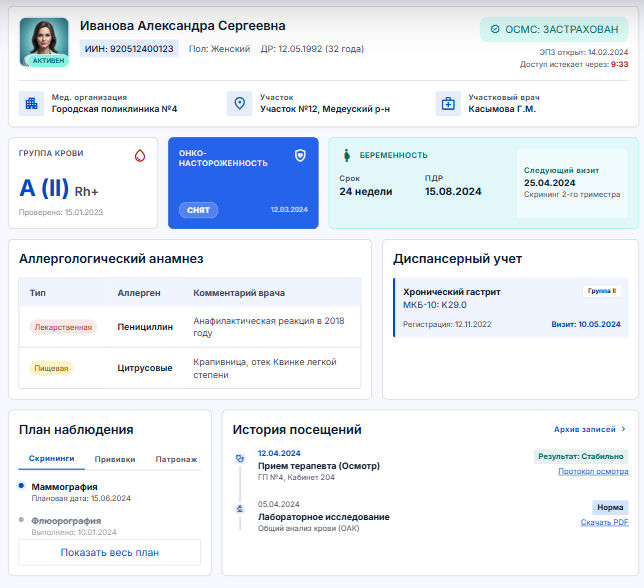 Иванова Александра Сергеевна
ОСМС: ЗАСТРАХОВАН
АКТИВЕН
ИИН: 920512400123 Пол: Женский ДР: 12.05.1992 (32 года)
ЭПЗ открыт: 14.02.2024
Доступ истекает через: 9:33
Мед. организация
Городская поликлиника №4
Участок
Участок №12, Медеуский р-н
Участковый врач
Касымова Г.М.
ГРУППА КРОВИ
A (II) Rh+
Проверено: 15.01.2023
ОНКО-
НАСТОРОЖЕННОСТЬ
СНЯТ 12.03.2024
БЕРЕМЕННОСТЬ
Срок
24 недели
ПДР
15.08.2024
Следующий визит
25.04.2024
Скрининг 2-го триместра
Аллергологический анамнез
Тип Аллерген Комментарий врача
Лекарственная Пенициллин Анафилактическая реакция в 2018
году
Пищевая Цитрусовые Крапивница, отек Квинке легкой
степени
Диспансерный учет
Хронический гастрит Группа II
МКБ-10: K29.0
Регистрация: 12.11.2022 Визит: 10.05.2024
План наблюдения
Скрининги Прививки Патронаж
Маммография
Плановая дата: 15.06.2024
Флюорография
Выполнено: 10.01.2024
Показать весь план
История посещений Архив записей
12.04.2024
Прием терапевта (Осмотр)
ГП №4, Кабинет 204
Результат: Стабильно
Протокол осмотра
05.04.2024
Лабораторное исследование
Общий анализ крови (ОАК)
Норма
Скачать PDF